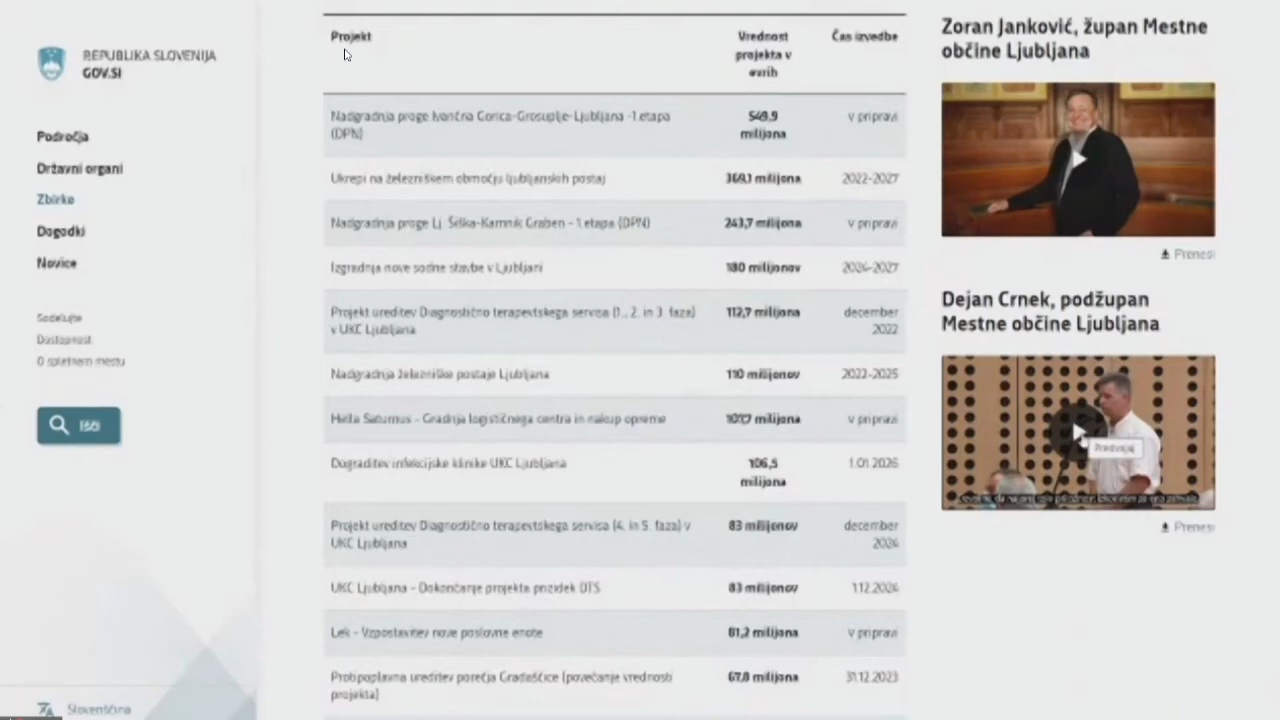 REPUBLIKA SLOVENIJA
GOV.SI
Področja
Državni organi
Zbirke
Dogodki
Novice
Sodelujte
Dostopnost
O spletnem mestu
Išči
Slovenščina
Projekt
Vrednost
projekta v
evrih
Čas izvedbe
Nadgradnja proge Ivančna Gorica-Grosuplje-Ljubljana -1.etapa
(DPN)
549,9
milijona
v pripravi
Ukrepi na železniškem območju ljubljanskih postaj
369,1 milijona
2022-2027
Nadgradnja proge Lj. Šiška-Kamnik Graben - 1.etapa (DPN)
243,7 milijona
v pripravi
Izgradnja nove sodne stavbe v Ljubljani
180 milijonov
2024-2027
Projekt ureditev Diagnostično terapevtskega servisa (1., 2. in 3. faza)
v UKC Ljubljana
112,7 milijona
december
2022
Nadgradnja železniške postaje Ljubljana
110 milijonov
2022-2025
Hella Saturnus - Gradnja logističnega centra in nakup opreme
milijona
v pripravi
Dograditev infekcijske klinike UKC Ljubljana
106,5
milijona
1.01.2026
Projekt ureditev Diagnostično terapevtskega servisa (4. in 5. faza) v
UKC Ljubljana
83 milijonov
december
2024
UKC Ljubljana - Dokončanje projekta prizidek DTS
83 milijonov
1.12.2024
Lek - Vzpostavitev nove poslovne enote
81,2 milijona
v pripravi
Protipoplavna ureditev porečja Gradaščice (povečanje vrednosti
projekta)
67,8 milijona
31.12.2023
Zoran Janković, župan Mestne
občine Ljubljana
Prenesi
Dejan Crnek, podžupan
Mestne občine Ljubljana
Predvajaj
Prenesi